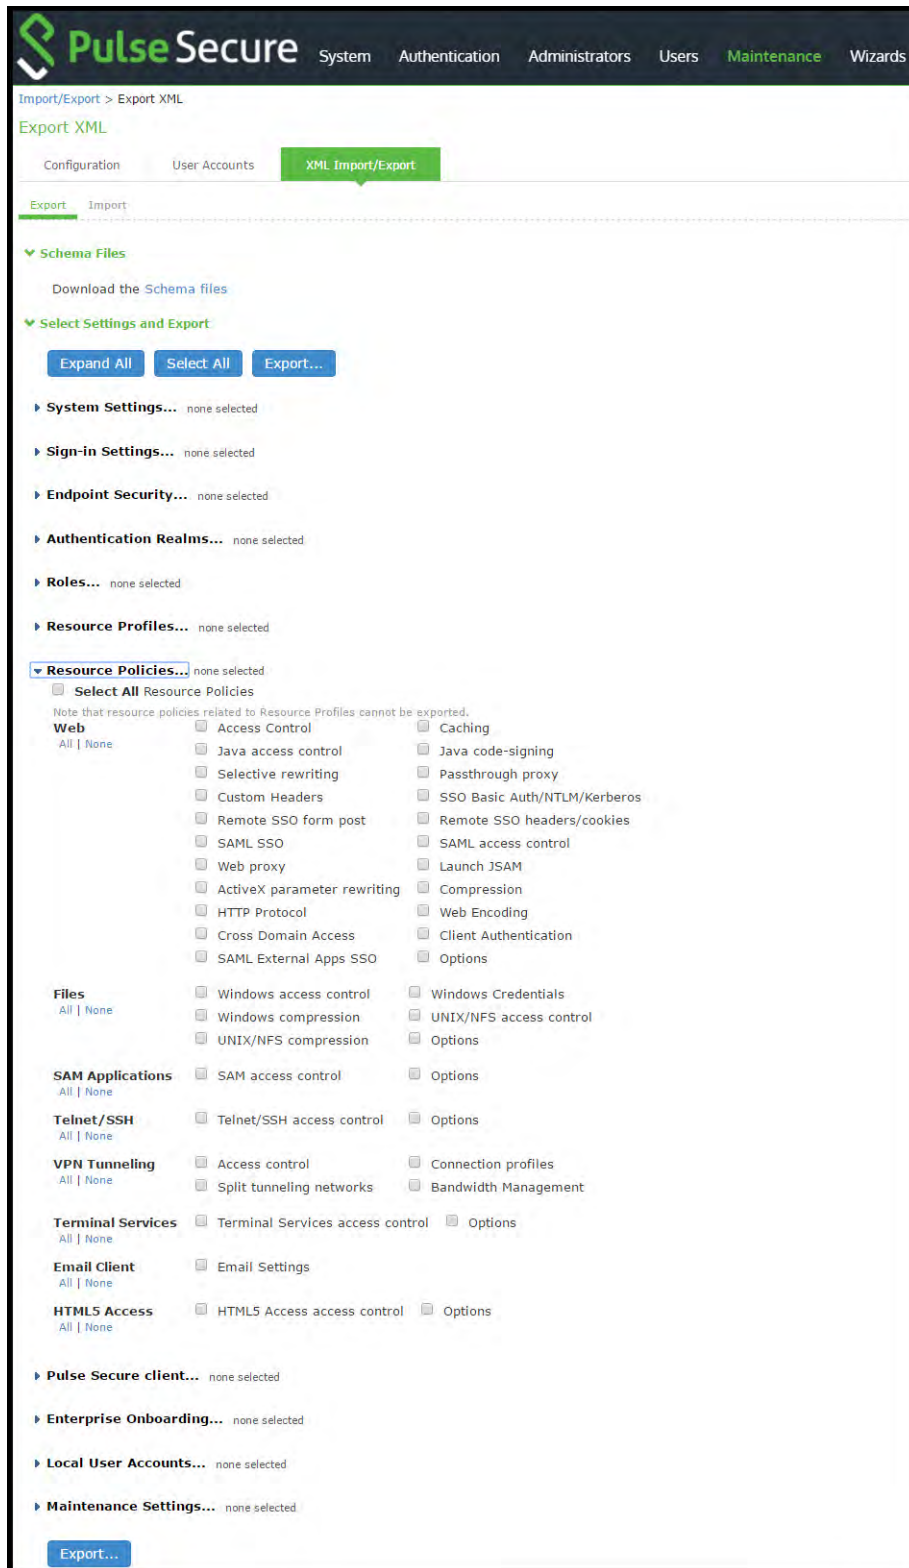 Pulse Secure System Authentication Administrators Users Maintenance Wizards
Import/Export > Export XML
Export XML
Configuration User Accounts XML Import/Export
Export Import
Schema Files
Download the Schema files
Select Settings and Export
Expand All Select All Export...
System Settings... none selected
Sign-in Settings... none selected
Endpoint Security... none selected
Authentication Realms... none selected
Roles... none selected
Resource Profiles... none selected
Resource Policies... none selected
Select All Resource Policies
Note that resource policies related to Resource Profiles cannot be exported.
Web Access Control Caching
All | None
Java access control Java code-signing
Selective rewriting Passthrough proxy
Custom Headers SSO Basic Auth/NTLM/Kerberos
Remote SSO form post Remote SSO headers/cookies
SAML SSO SAML access control
Web proxy Launch JSAM
ActiveX parameter rewriting Compression
HTTP Protocol Web Encoding
Cross Domain Access Client Authentication
SAML External Apps SSO Options
Files Windows access control Windows Credentials
All | None
Windows compression UNIX/NFS access control
UNIX/NFS compression Options
SAM Applications SAM access control Options
All | None
Telnet/SSH Telnet/SSH access control Options
All | None
VPN Tunneling Access control Connection profiles
All | None
Split tunneling networks Bandwidth Management
Terminal Services Terminal Services access control Options
All | None
Email Client Email Settings
All | None
HTML5 Access HTML5 Access access control Options
All | None
Pulse Secure client... none selected
Enterprise Onboarding... none selected
Local User Accounts... none selected
Maintenance Settings... none selected
Export...